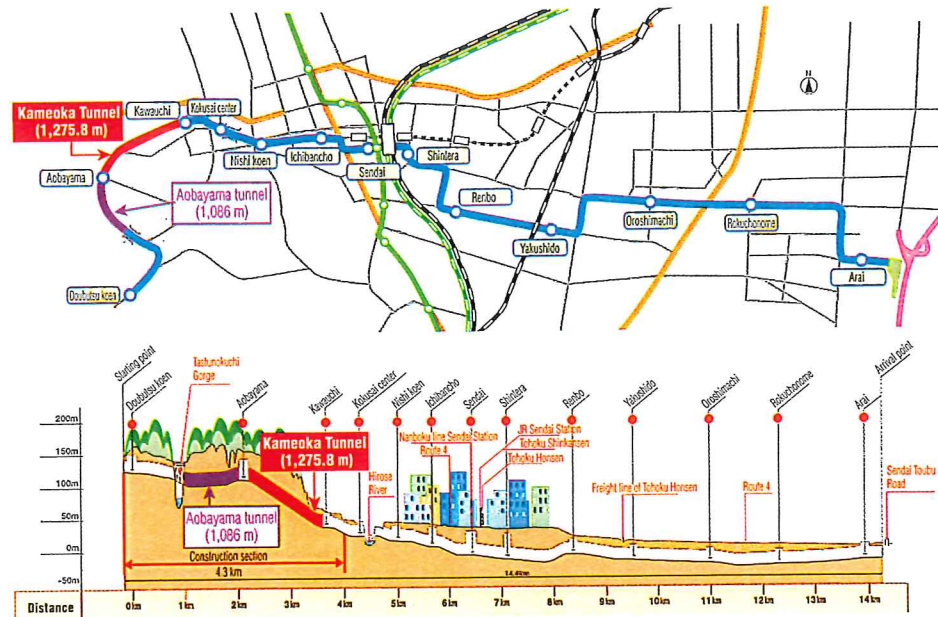 Kameoka Tunnel
(1,275.8 m)
Kawauchi
Kokusai center
Nishi koen
Ichibancho
Sendai
Shintera
Aobayama
Aobayama tunnel
(1,086 m)
Renbo
Yakushido
Oroshimachi
Rokuchonome
Arai
Doubutsu koen
N
Starting point
Doubutsu koen
Tastunokuchi
Gorge
Aobayama
Kawauchi
Kokusai center
Nishi koen
Ichibancho
Sendai
Shintera
Renbo
Yakushido
Oroshimachi
Rokuchonome
Arai
Arrival point
200m
150m
100m
50m
0m
-50m
Kameoka Tunnel
(1,275.8 m)
Nanboku line Sendai Station
Route 4
JR Sendai Station
Tohoku Shinkansen
Tohoku Honsen
Hirose
River
Freight line of Tohoku Honsen
Route 4
Sendai Toubu
Road
Aobayama tunnel
(1,086 m)
Construction section
4.3 km
14.4km
Distance
0km
1km
2km
3km
4km
5km
6km
7km
8km
9km
10km
11km
12km
13km
14km